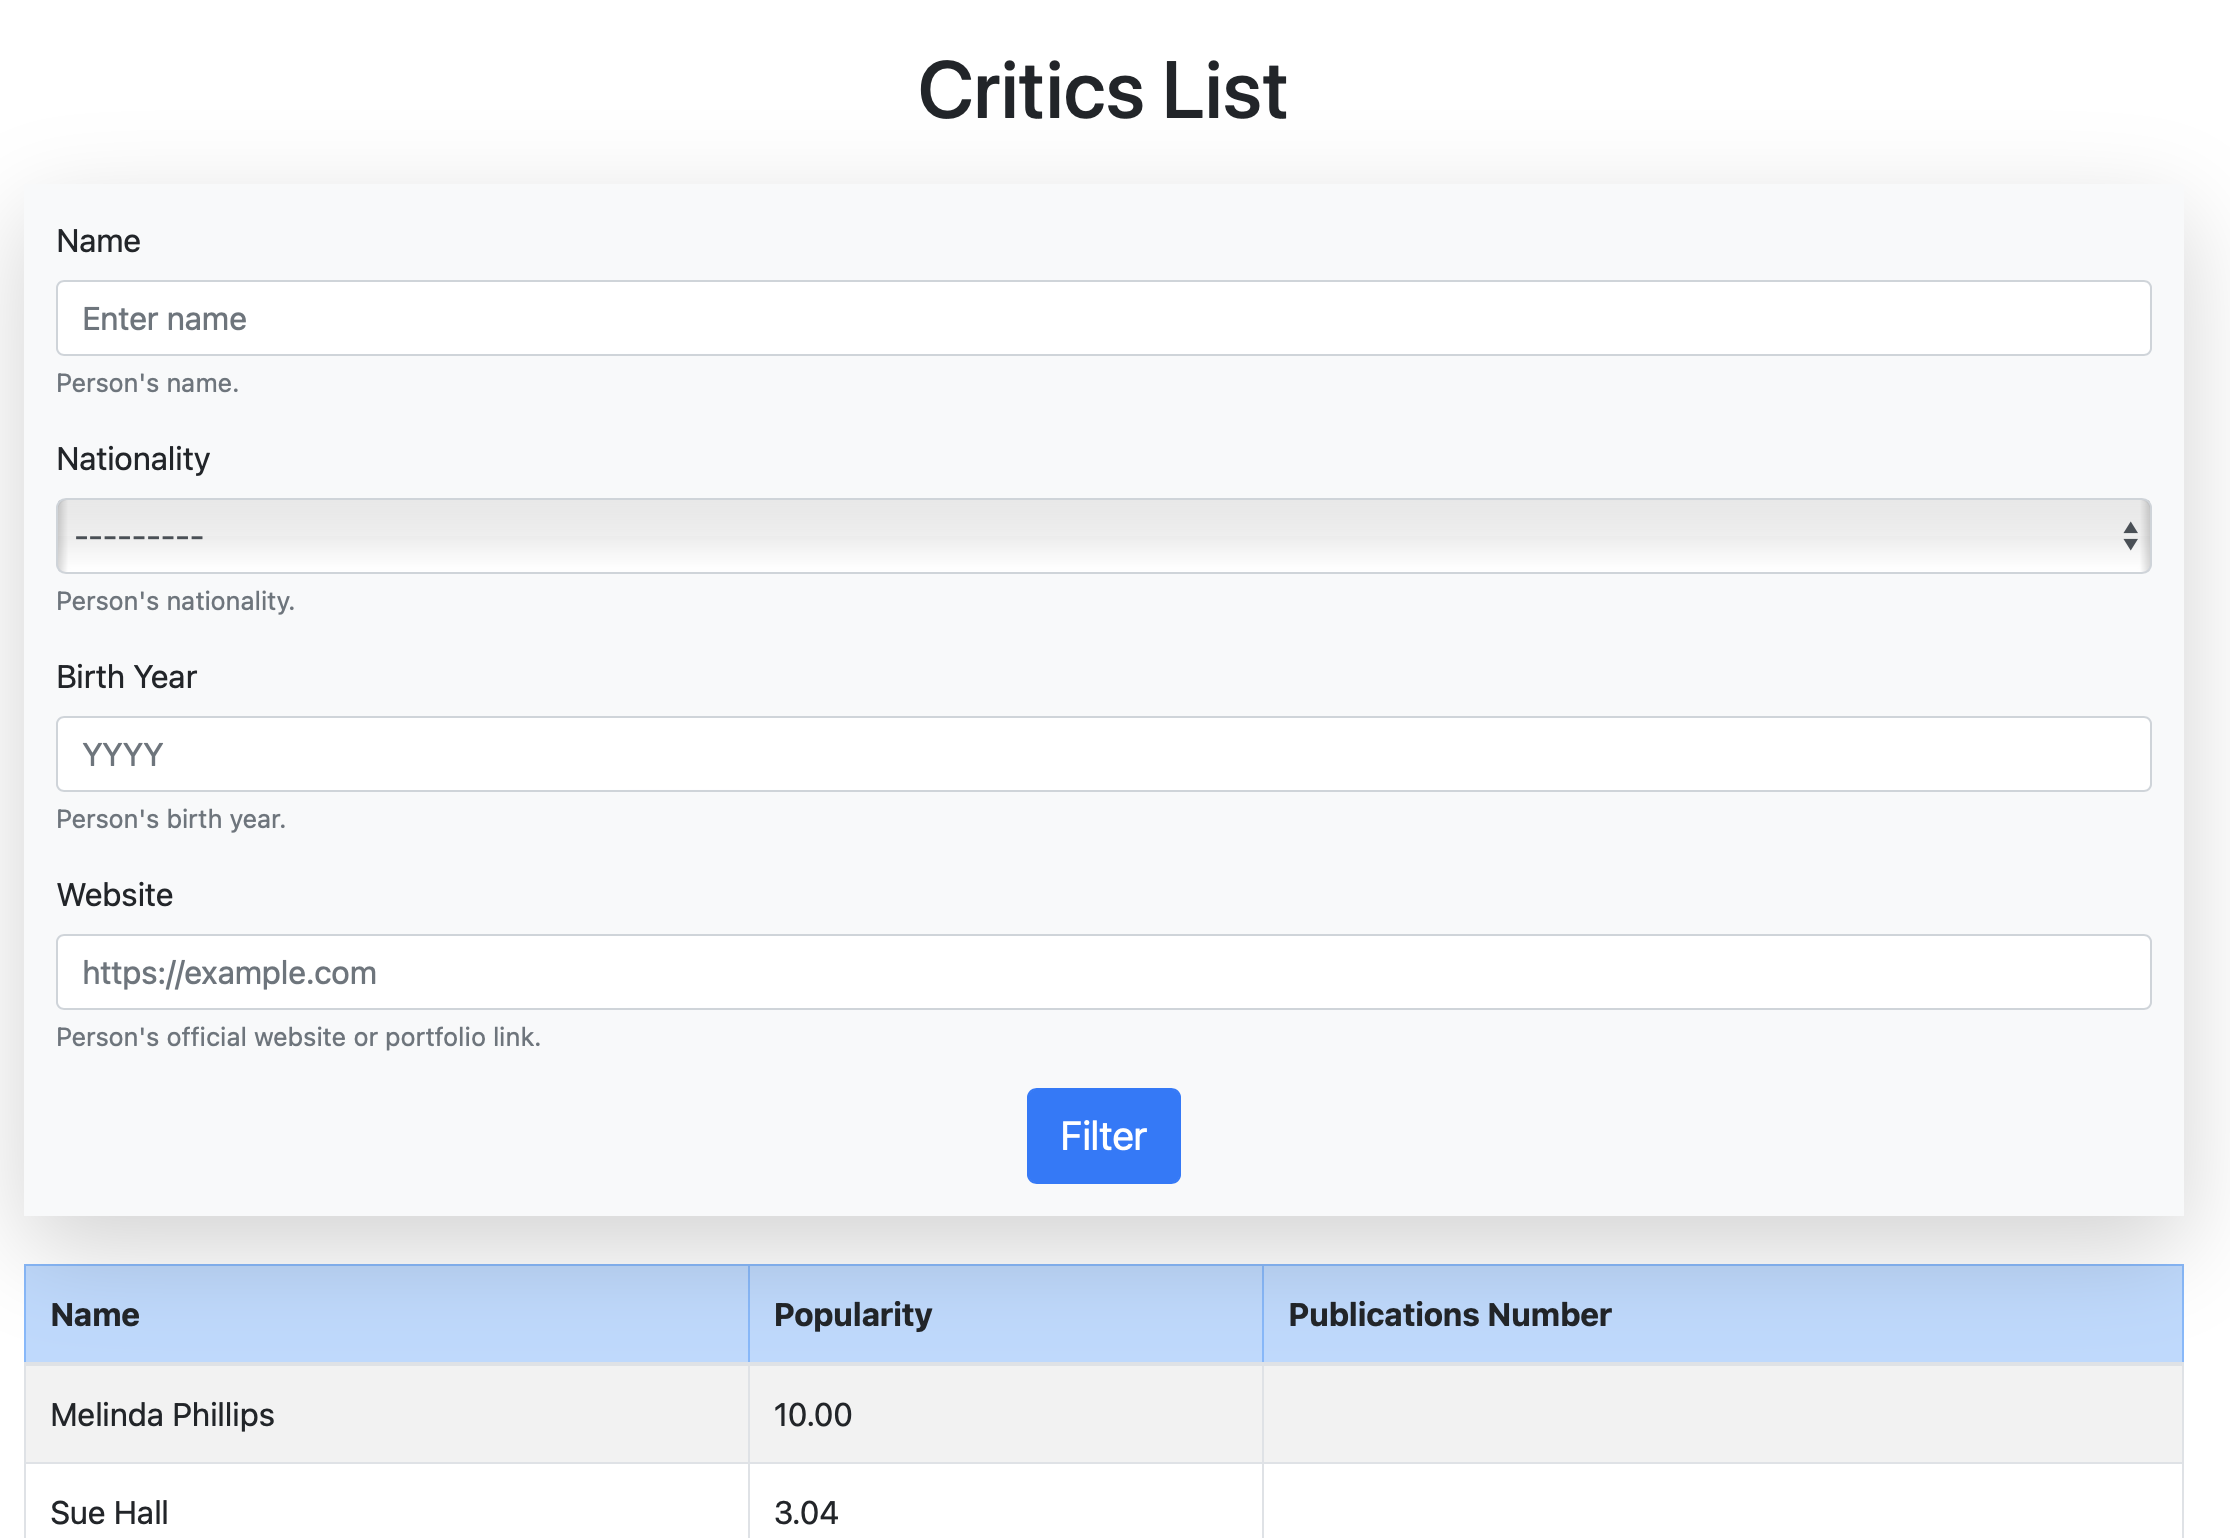 Critics List
Name
Enter name
Person's name.
Nationality
---------
Person's nationality.
Birth Year
YYYY
Person's birth year.
Website
https://example.com
Person's official website or portfolio link.
Filter
Name Popularity Publications Number
Melinda Phillips 10.00
Sue Hall 3.04